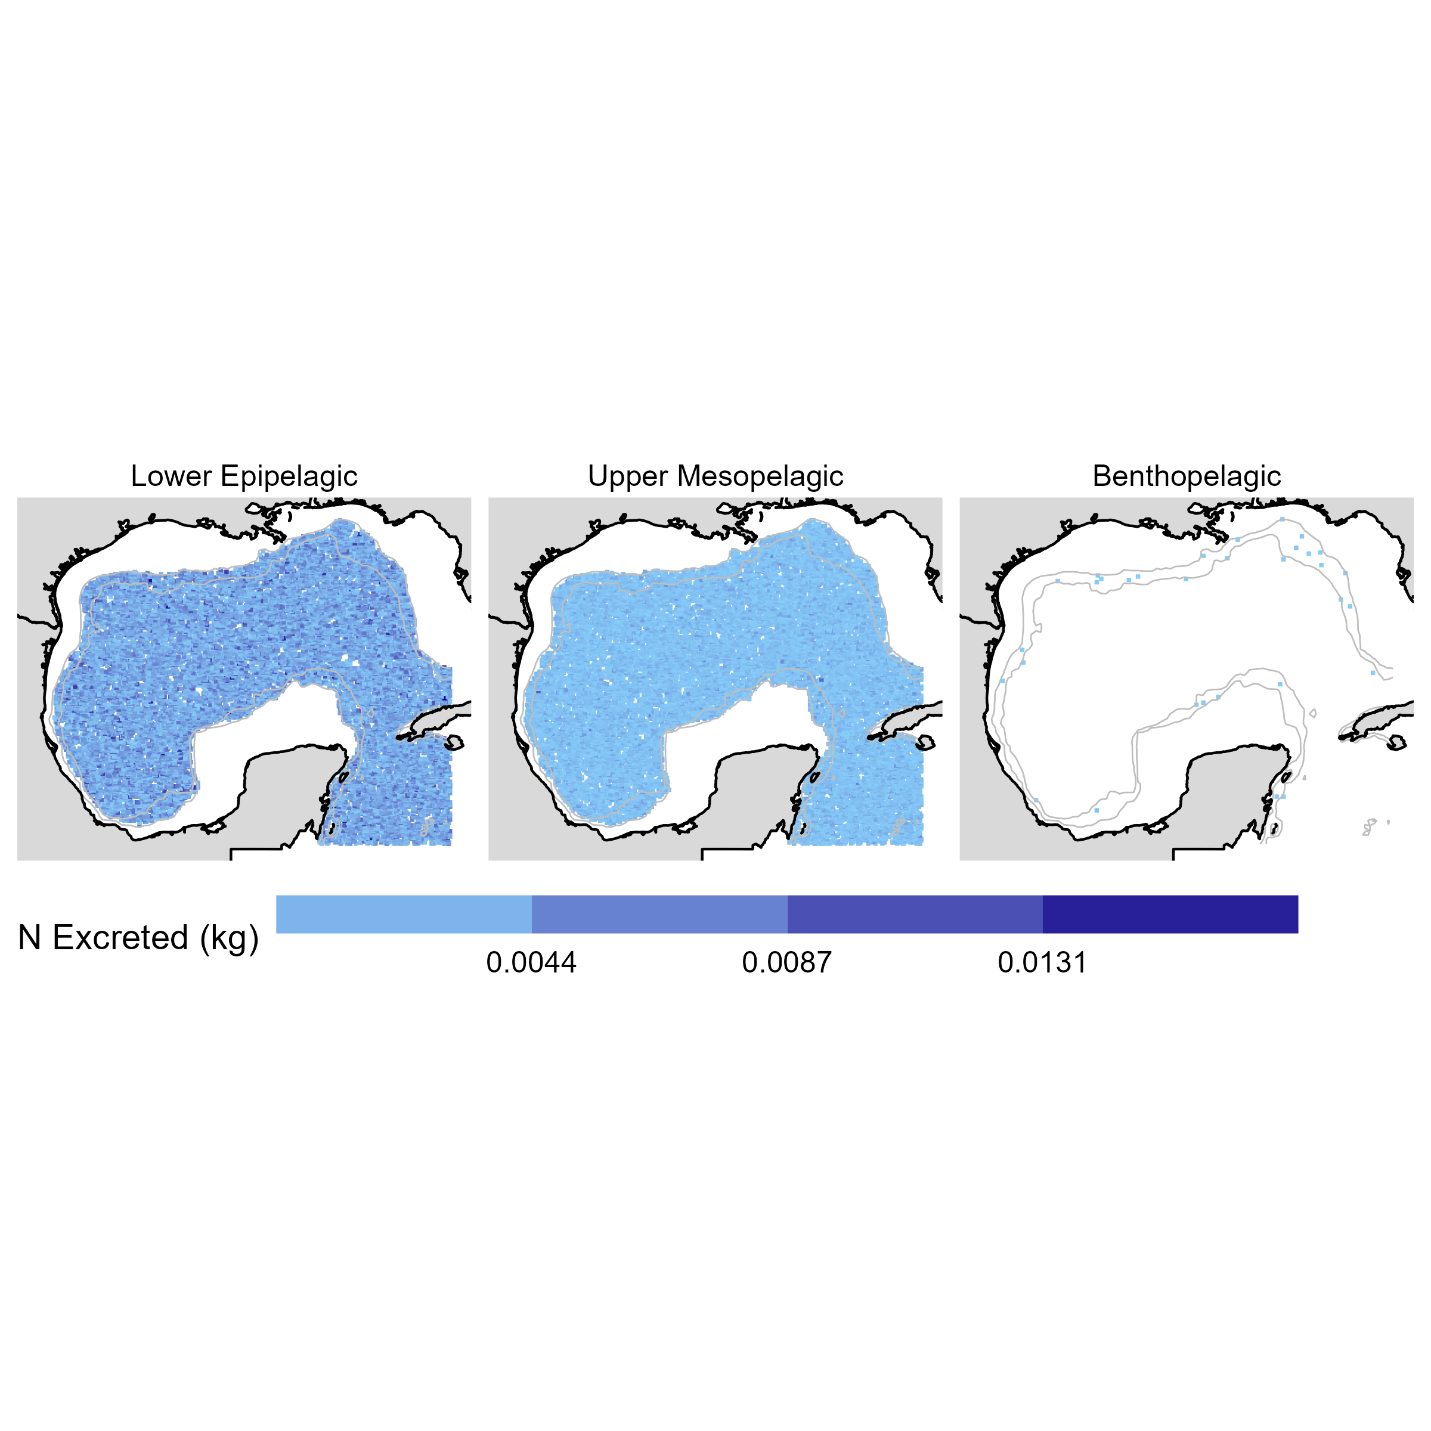 Lower Epipelagic
Upper Mesopelagic
Benthopelagic
N Excreted (kg)
0.0044
0.0087
0.0131